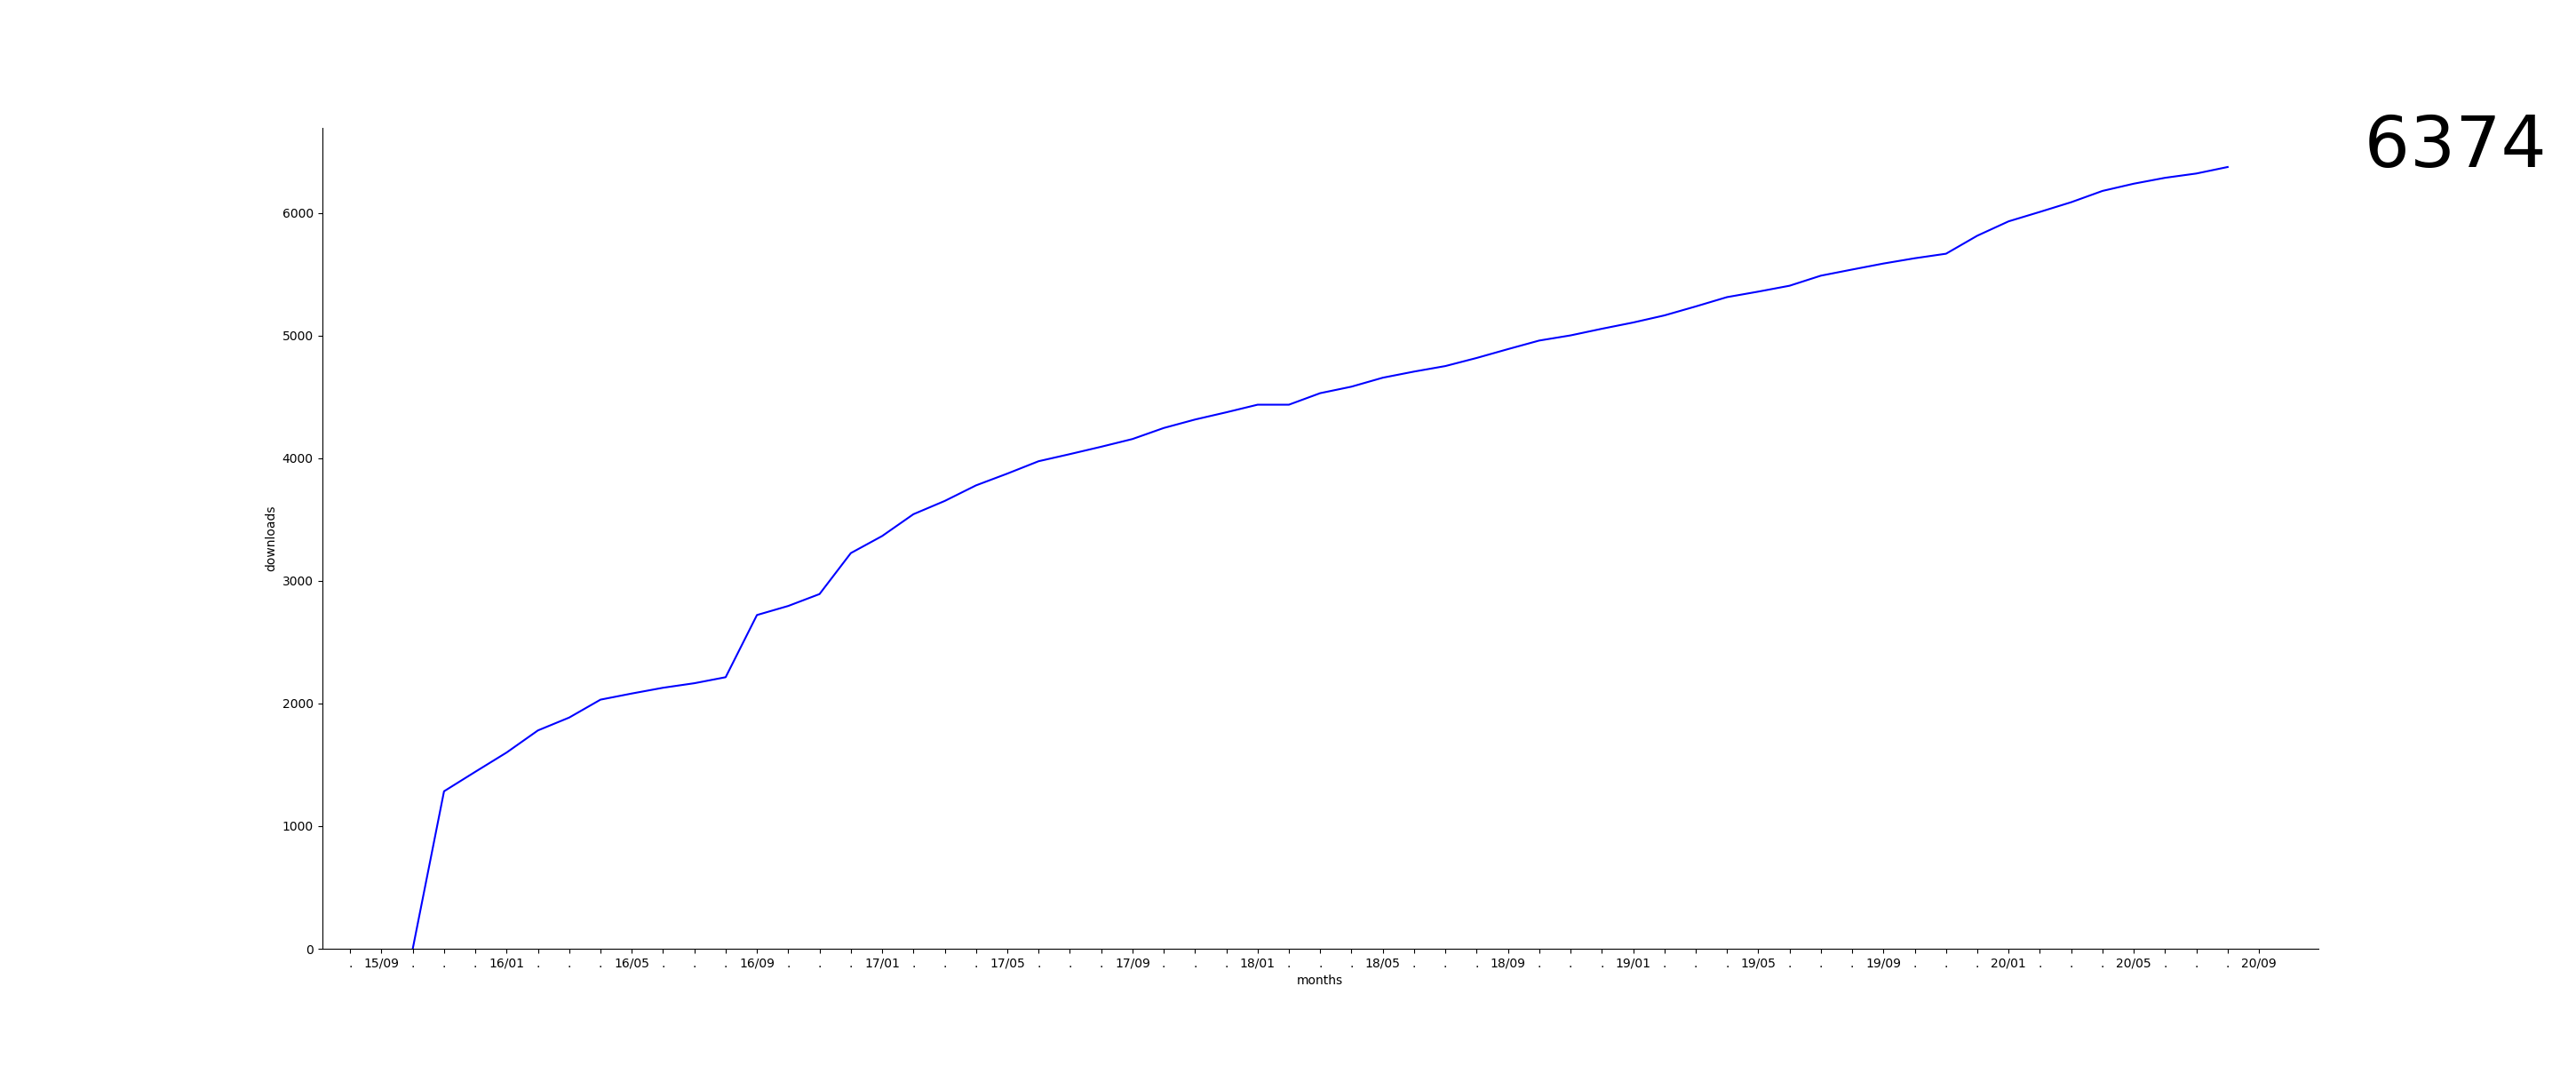 6374
6000
5000
4000
downloads
3000
2000
1000
0
. 15/09 . . . 16/01 . . . 16/05 . . . 16/09 . . . 17/01 . . . 17/05 . . . 17/09 . . . 18/01 . . . 18/05 . . . 18/09 . . . 19/01 . . . 19/05 . . . 19/09 . . . 20/01 . . . 20/05 . . . 20/09
months